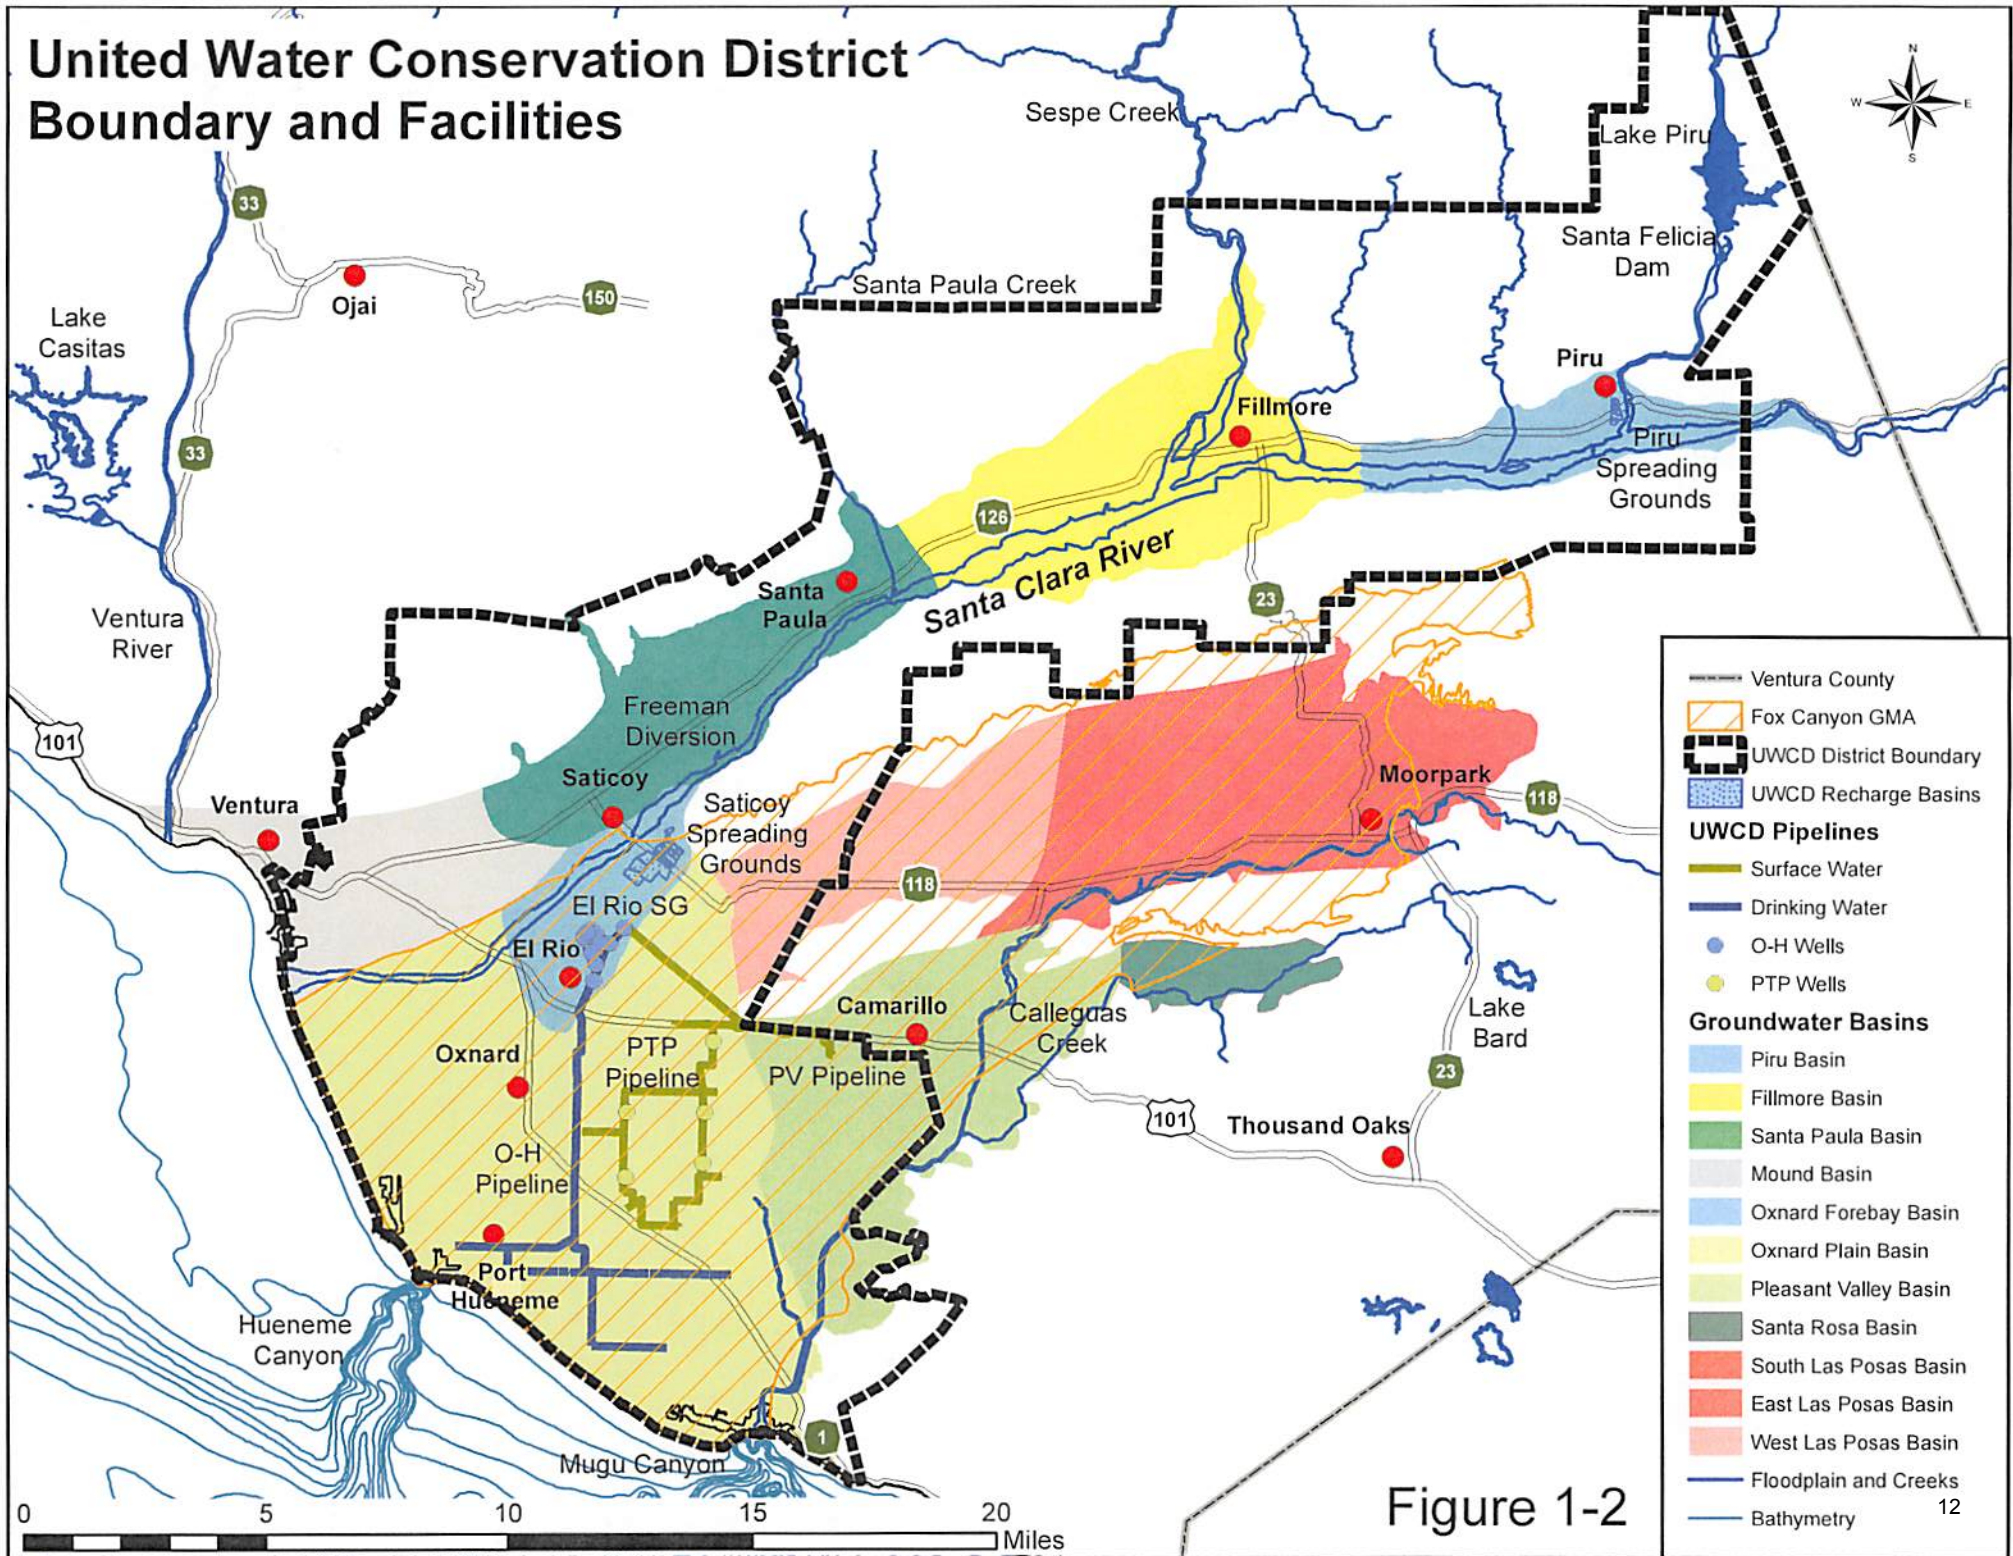 United Water Conservation District
Boundary and Facilities
N
W
E
S
Sespe Creek
Lake Piru
33
Santa Felicia
Dam
Ojai
Santa Paula Creek
150
Lake
Casitas
Piru
Fillmore
33
Piru
Spreading
Grounds
126
Santa Clara River
Santa
Paula
23
Ventura
River
Freeman
Diversion
101
Saticoy
Moorpark
118
Ventura
Saticoy
Spreading
Grounds
118
El Rio SG
El Rio
Camarillo
Calleguas
Creek
Lake
Bard
Oxnard
PTP
Pipeline
PV Pipeline
23
101
Thousand Oaks
O-H
Pipeline
Port
Hueneme
Hueneme
Canyon
1
Mugu Canyon
0
5
10
15
20
Miles
Figure 1-2
Ventura County
Fox Canyon GMA
UWCD District Boundary
UWCD Recharge Basins
UWCD Pipelines
Surface Water
Drinking Water
O-H Wells
PTP Wells
Groundwater Basins
Piru Basin
Fillmore Basin
Santa Paula Basin
Mound Basin
Oxnard Forebay Basin
Oxnard Plain Basin
Pleasant Valley Basin
Santa Rosa Basin
South Las Posas Basin
East Las Posas Basin
West Las Posas Basin
Floodplain and Creeks
Bathymetry
12